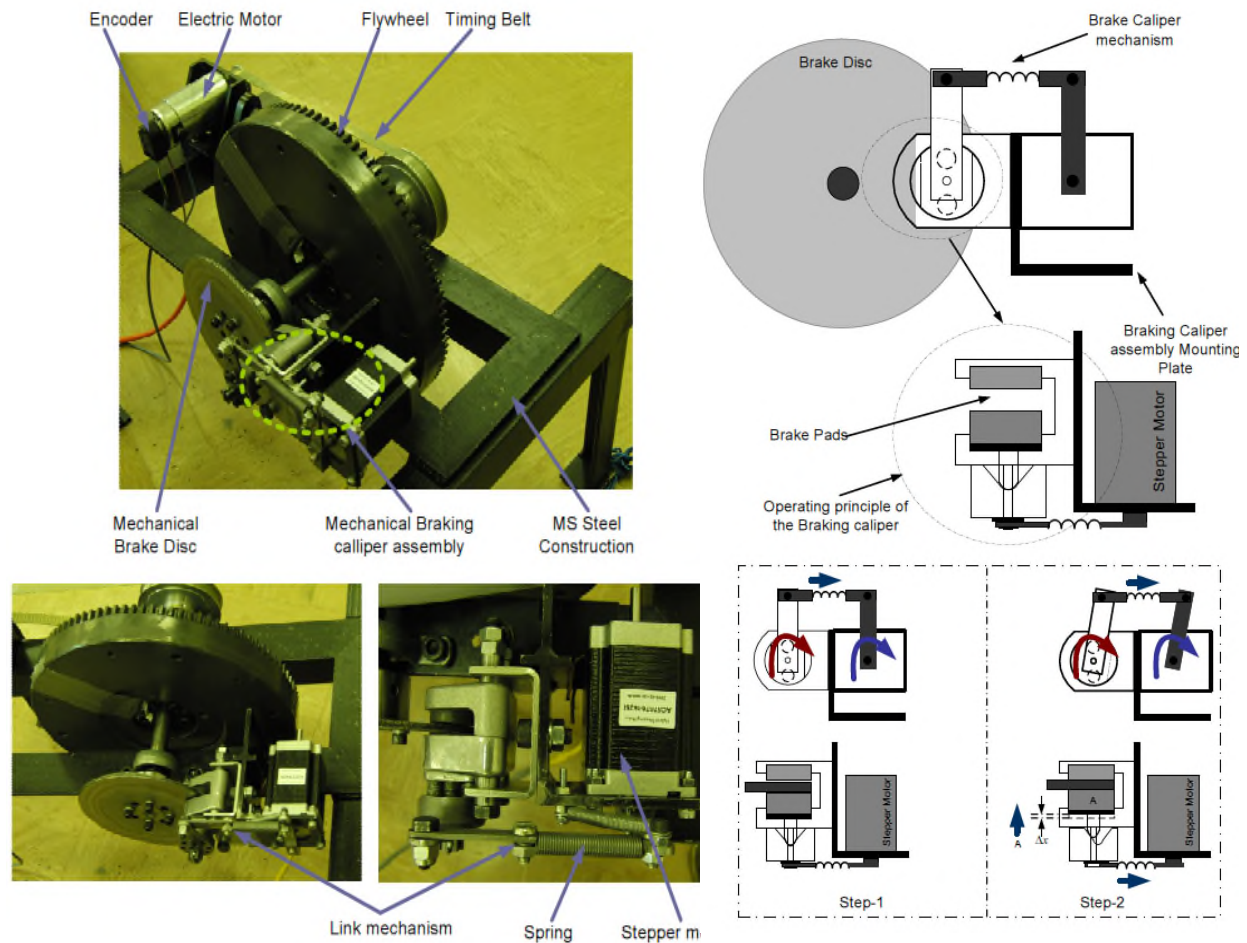 Encoder
Electric Motor
Flywheel
Timing Belt
Mechanical
Brake Disc
Mechanical Braking
calliper assembly
MS Steel
Construction
Brake Caliper
mechanism
Brake Disc
Braking Caliper
assembly Mounting
Plate
Brake Pads
Stepper Motor
Operating principle of
the Braking caliper
Link mechanism
Spring
Stepper m
Stepper Motor
Step-1
A
A
Δx
Stepper Motor
Step-2